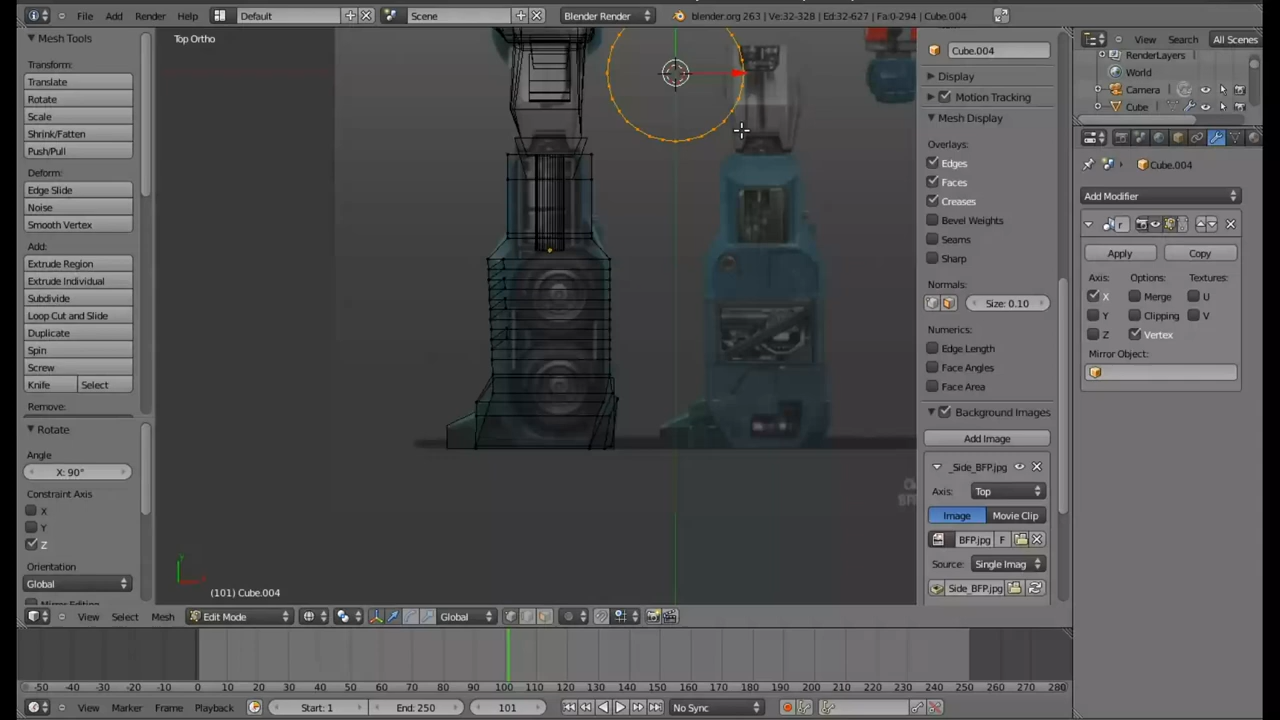 File Add Render Help Default Scene Blender Render blender.org 263 | Ve:32-328 | Ed:32-627 | Fa:0-294 | Cube.004
Mesh Tools
Transform:
Translate
Rotate
Scale
Shrink/Fatten
Push/Pull
Deform:
Edge Slide
Noise
Smooth Vertex
Add:
Extrude Region
Extrude Individual
Subdivide
Loop Cut and Slide
Duplicate
Spin
Screw
Knife Select
Remove:
Rotate
Angle
X: 90°
Constraint Axis
X
Y
Z
Orientation
Global
Top Ortho
(101) Cube.004
Cube.004
Display
Motion Tracking
Mesh Display
Overlays:
Edges
Faces
Creases
Bevel Weights
Seams
Sharp
Normals:
Size: 0.10
Numerics:
Edge Length
Face Angles
Face Area
Background Images
Add Image
_Side_BFP.jpg
Axis: Top
Image Movie Clip
BFP.jpg F
Source: Single Imag
Side_BFP.jpg
View Search All Scenes
RenderLayers
World
Camera
Cube
Cube.004
Add Modifier
Apply Copy
Axis: Options: Textures:
X Merge U
Y Clipping V
Z Vertex
Mirror Object:
View Select Mesh Edit Mode Global
-50 -40 -30 -20 -10 0 10 20 30 40 50 60 70 80 90 100 110 120 130 140 150 160 170 180 190 200 210 220 230 240 250 260 270 280
View Marker Frame Playback Start: 1 End: 250 101 No Sync